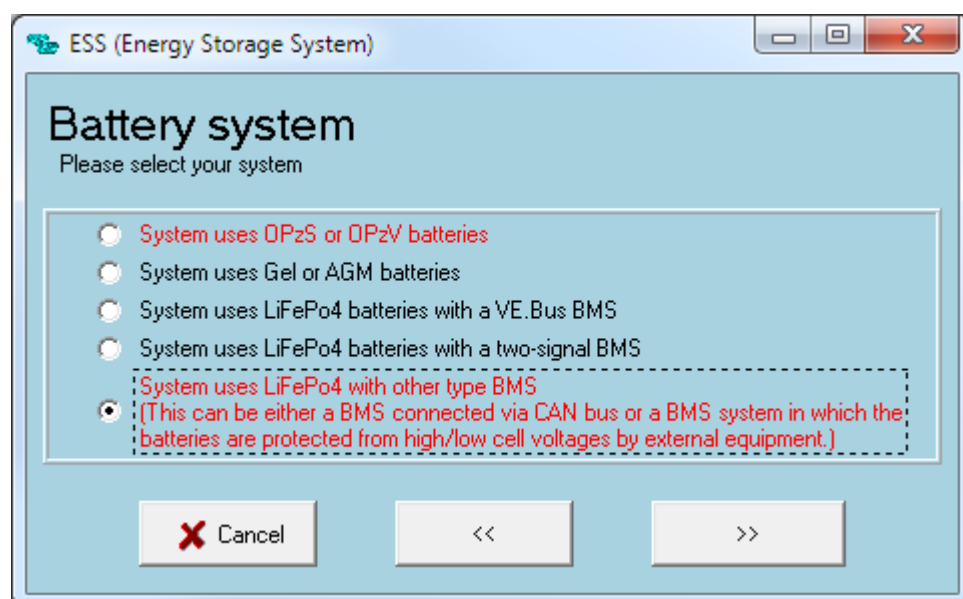 ESS (Energy Storage System)
Battery system
Please select your system
System uses OPzS or OPzV batteries
System uses Gel or AGM batteries
System uses LiFePo4 batteries with a VE.Bus BMS
System uses LiFePo4 batteries with a two-signal BMS
System uses LiFePo4 with other type BMS
(This can be either a BMS connected via CAN bus or a BMS system in which the
batteries are protected from high/low cell voltages by external equipment.)
Cancel
<<
>>